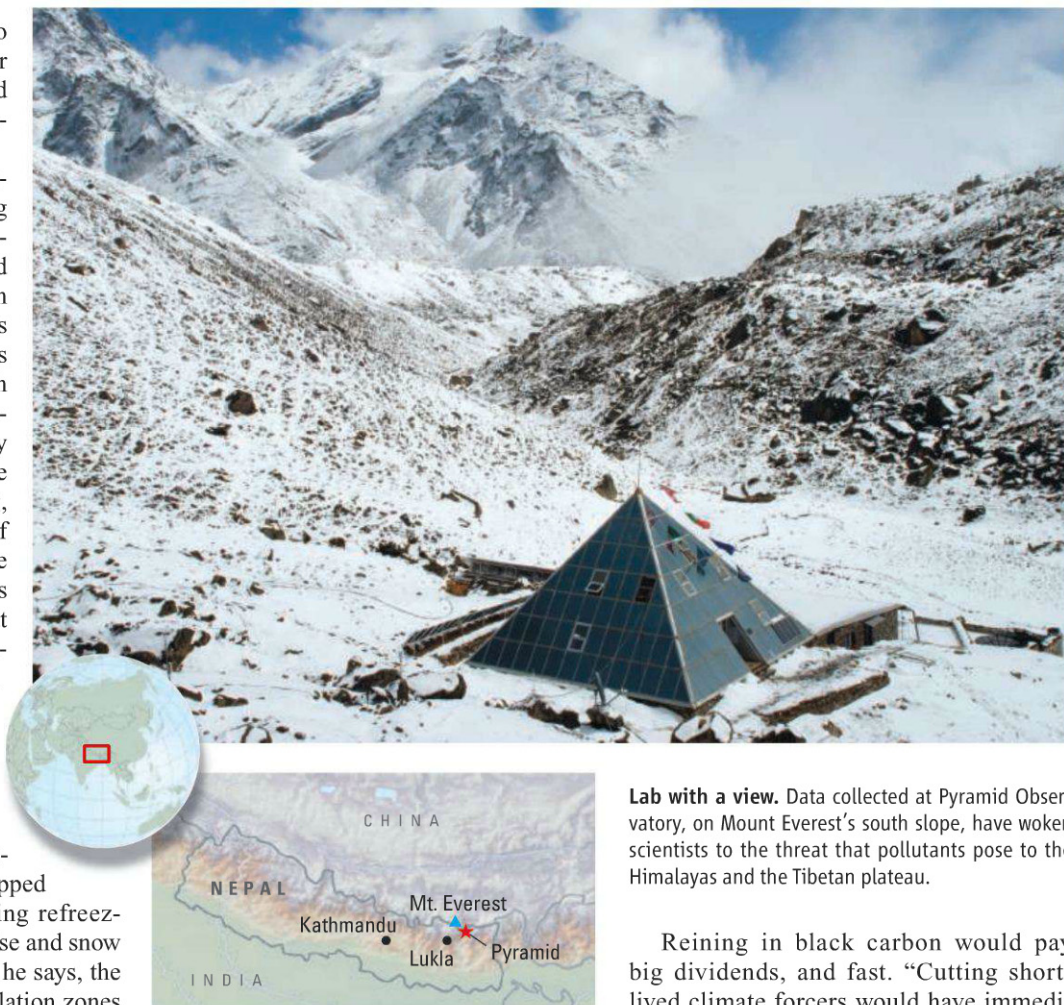 o
r
d
-
-
g
-
d
n
s
s
n
-
y
e
,
f
e
s
t
-
-
pped
ing refreez-
se and snow
he says, the
lation zones
CHINA
NEPAL
Mt. Everest
Kathmandu
Lukla
Pyramid
INDIA
Lab with a view. Data collected at Pyramid Obser
vatory, on Mount Everest's south slope, have woken
scientists to the threat that pollutants pose to the
Himalayas and the Tibetan plateau.
Reining in black carbon would pay
big dividends, and fast. “Cutting short-
lived climate forcers would have immedi